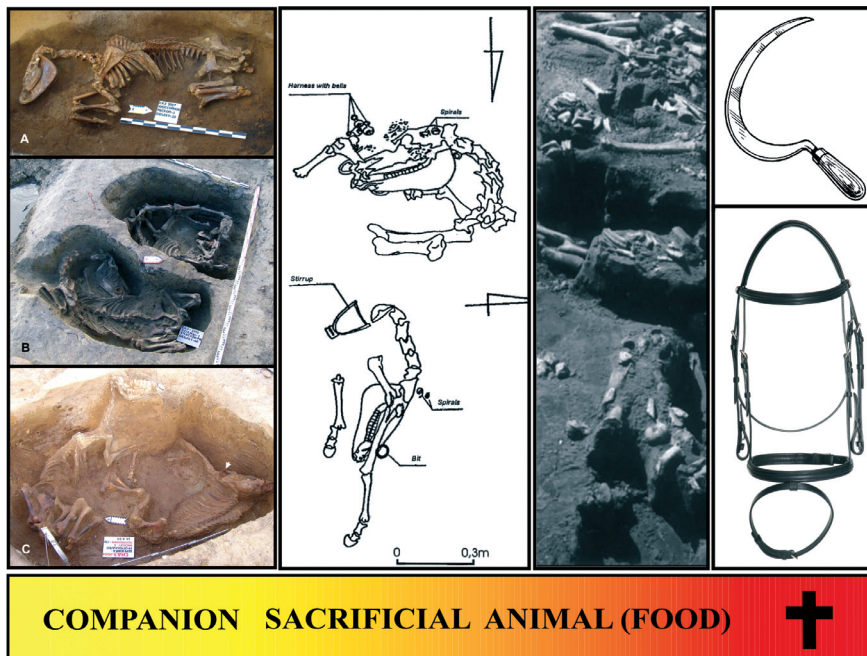 A
B
C
Harness with bells
Spirals
Stirrup
Spirals
Bit
0
0,3m
COMPANION SACRIFICIAL ANIMAL (FOOD)